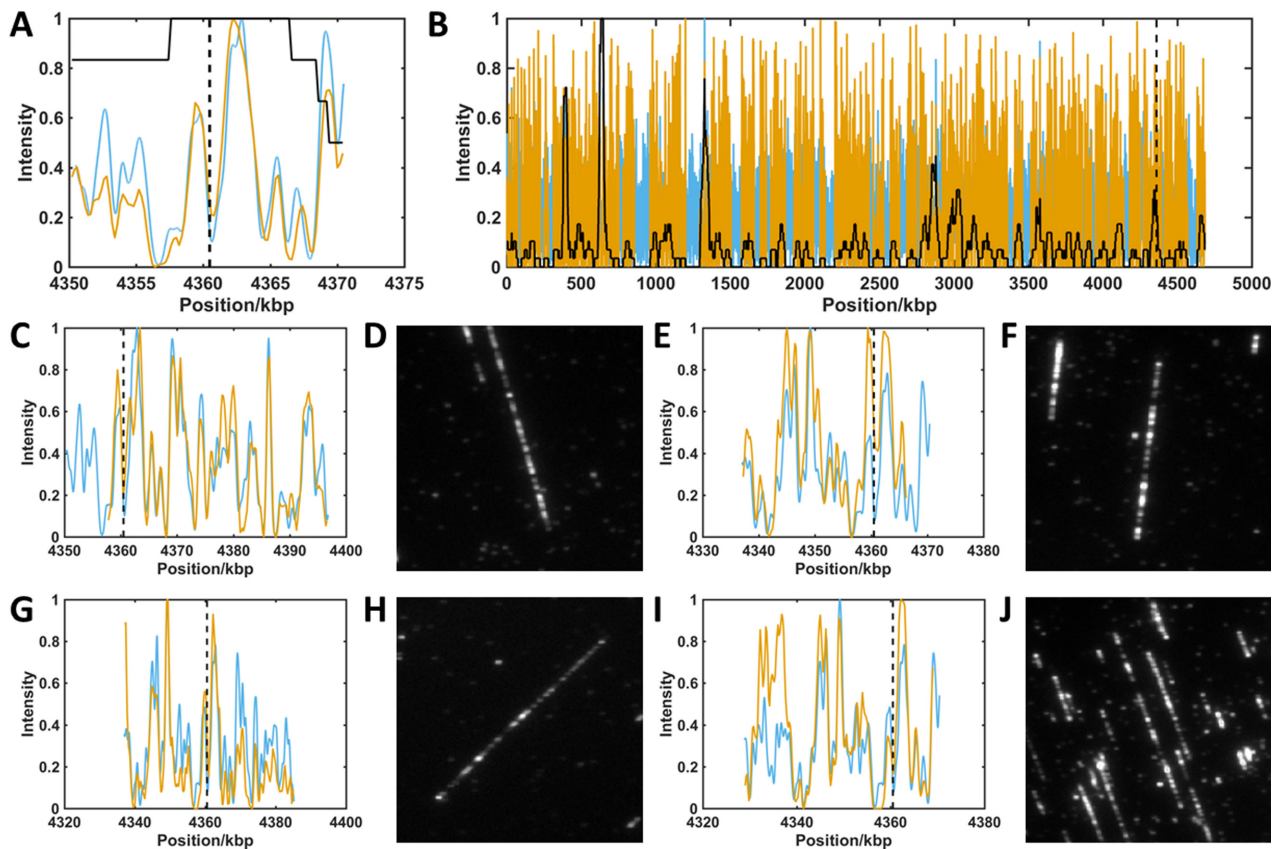 A
B
1
0.8
0.6
0.4
0.2
0
Intensity
4350 4355 4360 4365 4370 4375
Position/kbp
1
0.8
0.6
0.4
0.2
0
Intensity
0 500 1000 1500 2000 2500 3000 3500 4000 4500 5000
Position/kbp
C
D
E
F
1
0.8
0.6
0.4
0.2
0
Intensity
4350 4360 4370 4380 4390 4400
Position/kbp
1
0.8
0.6
0.4
0.2
0
Intensity
4330 4340 4350 4360 4370 4380
Position/kbp
G
H
I
J
1
0.8
0.6
0.4
0.2
0
Intensity
4320 4340 4360 4380 4400
Position/kbp
1
0.8
0.6
0.4
0.2
0
Intensity
4320 4340 4360 4380
Position/kbp